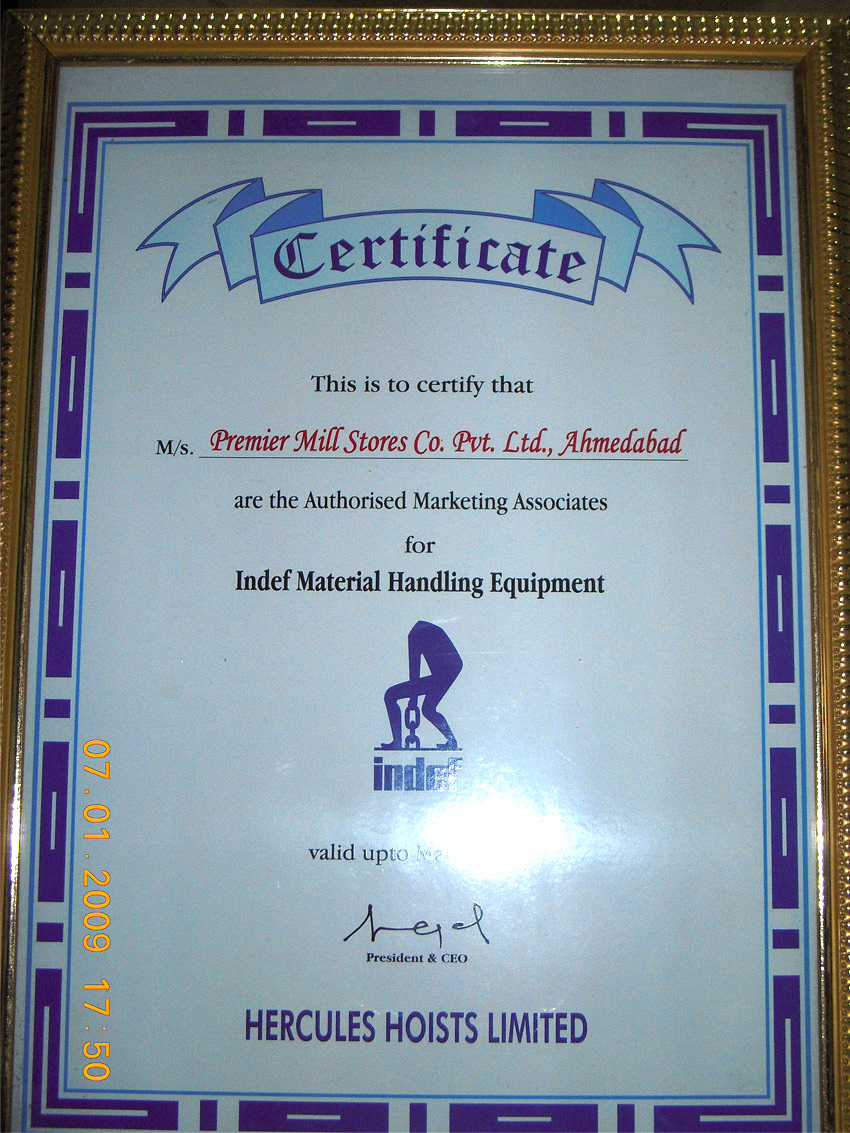 Certificate
This is to certify that
M/s. Premier Mill Stores Co. Pvt. Ltd., Ahmedabad
are the Authorised Marketing Associates
for
Indef Material Handling Equipment
indef
valid upto
President & CEO
HERCULES HOISTS LIMITED
07.01.2009 17:50